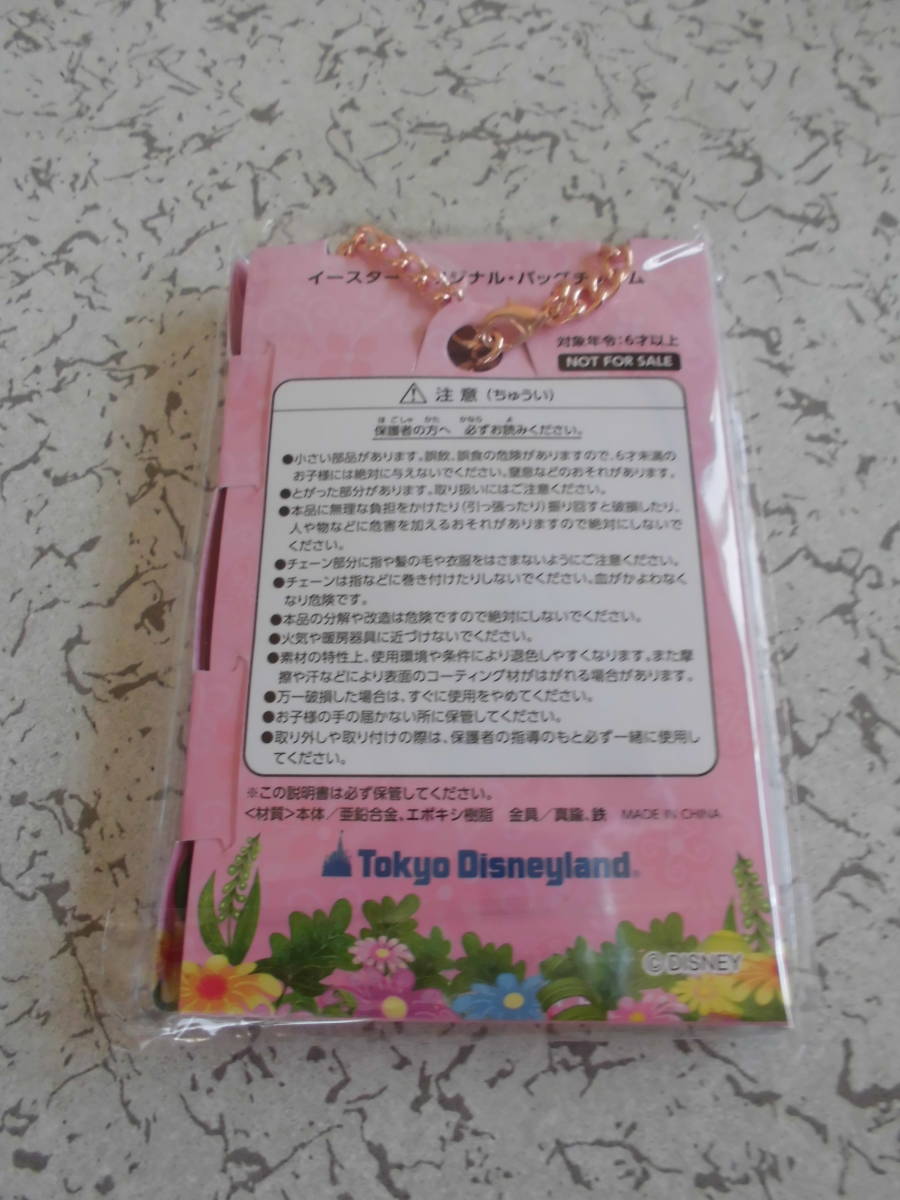 イースター ジナル・バッグチ ム
対象年令:6才以上
NOT FOR SALE
注意(ちゅうい)
ほごしゃ かた かなら よ
保護者の方へ 必ずお読みください。
●小さい部品があります。誤飲、誤食の危険がありますので、6才未満の
お子様には絶対に与えないでください。窒息などのおそれがあります。
●とがった部分があります。取り扱いにはご注意ください。
●本品に無理な負担をかけたり(引っ張ったり)振り回すと破損したり、
人や物などに危害を加えるおそれがありますので絶対にしないで
ください。
●チェーン部分に指や髪の毛や衣服をはさまないようにご注意ください。
●チェーンは指などに巻き付けたりしないでください。血がかよわなく
なり危険です。
●本品の分解や改造は危険ですので絶対にしないでください。
●火気や暖房器具に近づけないでください。
●素材の特性上、使用環境や条件により退色しやすくなります。また摩
擦や汗などにより表面のコーティング材がはがれる場合があります。
●万一破損した場合は、すぐに使用をやめてください。
●お子様の手の届かない所に保管してください。
●取り外しや取り付けの際は、保護者の指導のもと必ず一緒に使用し
てください。
※この説明書は必ず保管してください。
<材質>本体/亜鉛合金、エポキシ樹脂 金具/真鍮、鉄 MADE IN CHINA
Tokyo Disneyland®
©DISNEY